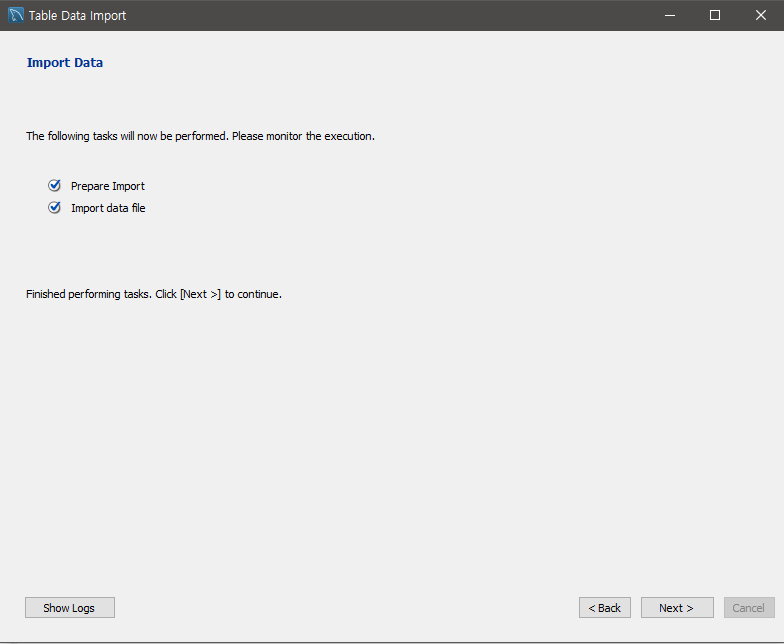 Table Data Import
Import Data
The following tasks will now be performed. Please monitor the execution.
Prepare Import
Import data file
Finished performing tasks. Click [Next >] to continue.
Show Logs
< Back
Next >
Cancel